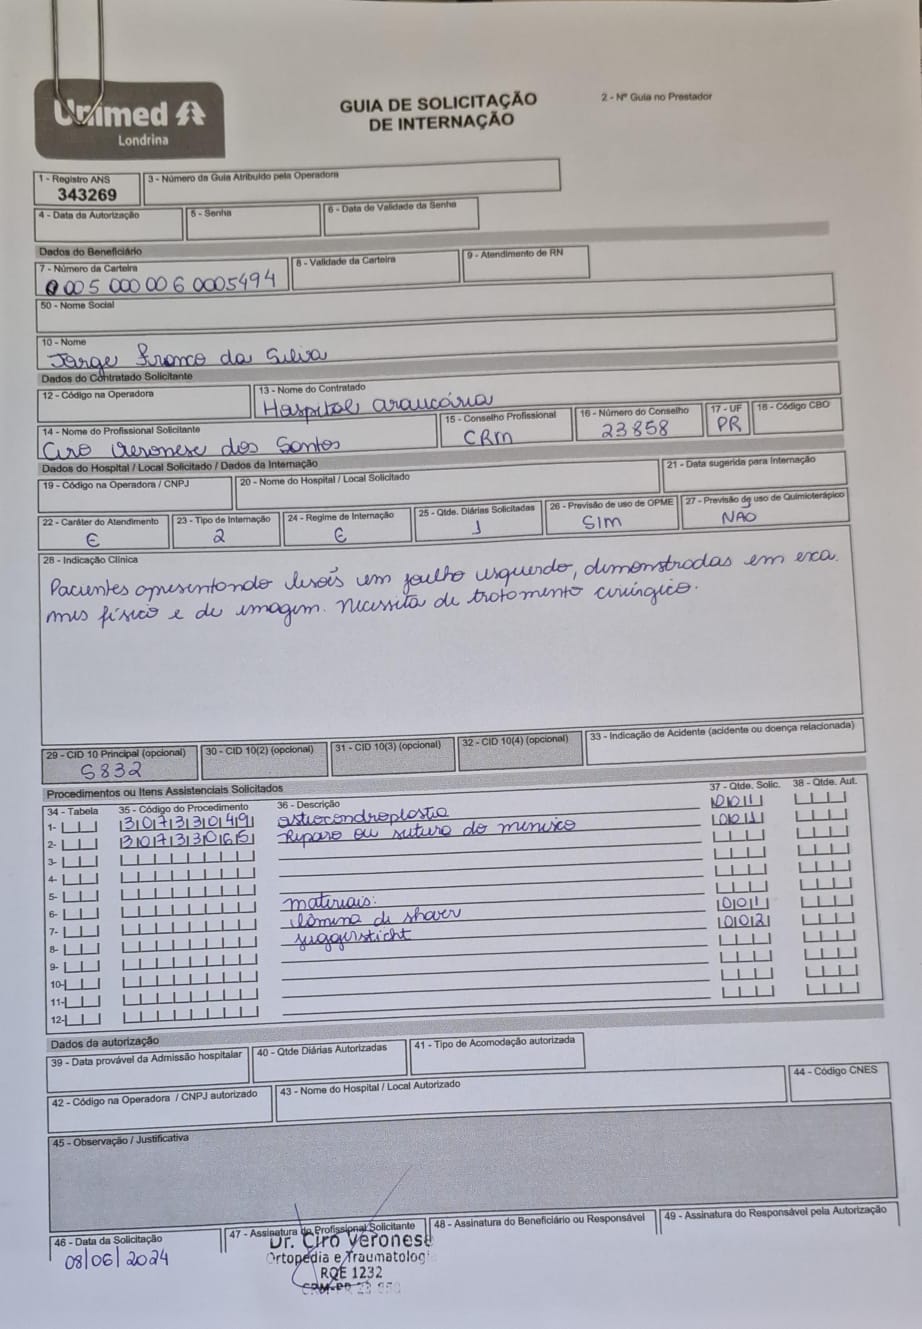 Unimed
Londrina
GUIA DE SOLICITAÇÃO
DE INTERNAÇÃO
2 - Nº Guia no Prestador
1 - Registro ANS
343269
3 - Número da Guia Atribuído pela Operadora
4 - Data da Autorização
5 - Senha
6 - Data de Validade da Senha
Dados do Beneficiário
7 - Número da Carteira
0005 0000060005494
8 - Validade da Carteira
9 - Atendimento de RN
50 - Nome Social
10 - Nome
Jorge Franco da Silva
Dados do Contratado Solicitante
12 - Código na Operadora
13 - Nome do Contratado
Hospital araucária
14 - Nome do Profissional Solicitante
Ciro Veronese dos Santos
15 - Conselho Profissional
CRM
16 - Número do Conselho
23858
17 - UF
PR
18 - Código CBO
Dados do Hospital / Local Solicitado / Dados da Internação
19 - Código na Operadora / CNPJ
20 - Nome do Hospital / Local Solicitado
21 - Data sugerida para Internação
22 - Caráter do Atendimento
E
23 - Tipo de Internação
2
24 - Regime de Internação
E
25 - Qtde. Diárias Solicitadas
1
26 - Previsão de uso de OPME
SIM
27 - Previsão de uso de Quimioterápico
NAO
28 - Indicação Clínica
Pacientes apresentando lesões em joelho esquerdo, demonstradas em exa
mes físico e de imagem. Necessita de tratamento cirúrgico.
29 - CID 10 Principal (opcional)
S832
30 - CID 10(2) (opcional)
31 - CID 10(3) (opcional)
32 - CID 10(4) (opcional)
33 - Indicação de Acidente (acidente ou doença relacionada)
Procedimentos ou Itens Assistenciais Solicitados
34 - Tabela
35 - Código do Procedimento
36 - Descrição
37 - Qtde. Solic.
38 - Qtde. Aut.
1- 30733049 osteocondroplastia 001
2- 30733065 Reparo ou sutura do menisco 001
3-
4-
5-
6- materiais:
7- lâmina de shaver 001
8- 002
9-
10-
11-
12-
Dados da autorização
39 - Data provável da Admissão hospitalar
40 - Qtde Diárias Autorizadas
41 - Tipo de Acomodação autorizada
42 - Código na Operadora / CNPJ autorizado
43 - Nome do Hospital / Local Autorizado
44 - Código CNES
45 - Observação / Justificativa
46 - Data da Solicitação
08/06/2024
47 - Assinatura do Profissional Solicitante
Dr. Ciro Veronese
Ortopedia e Traumatologi
RQE 1232
48 - Assinatura do Beneficiário ou Responsável
49 - Assinatura do Responsável pela Autorização